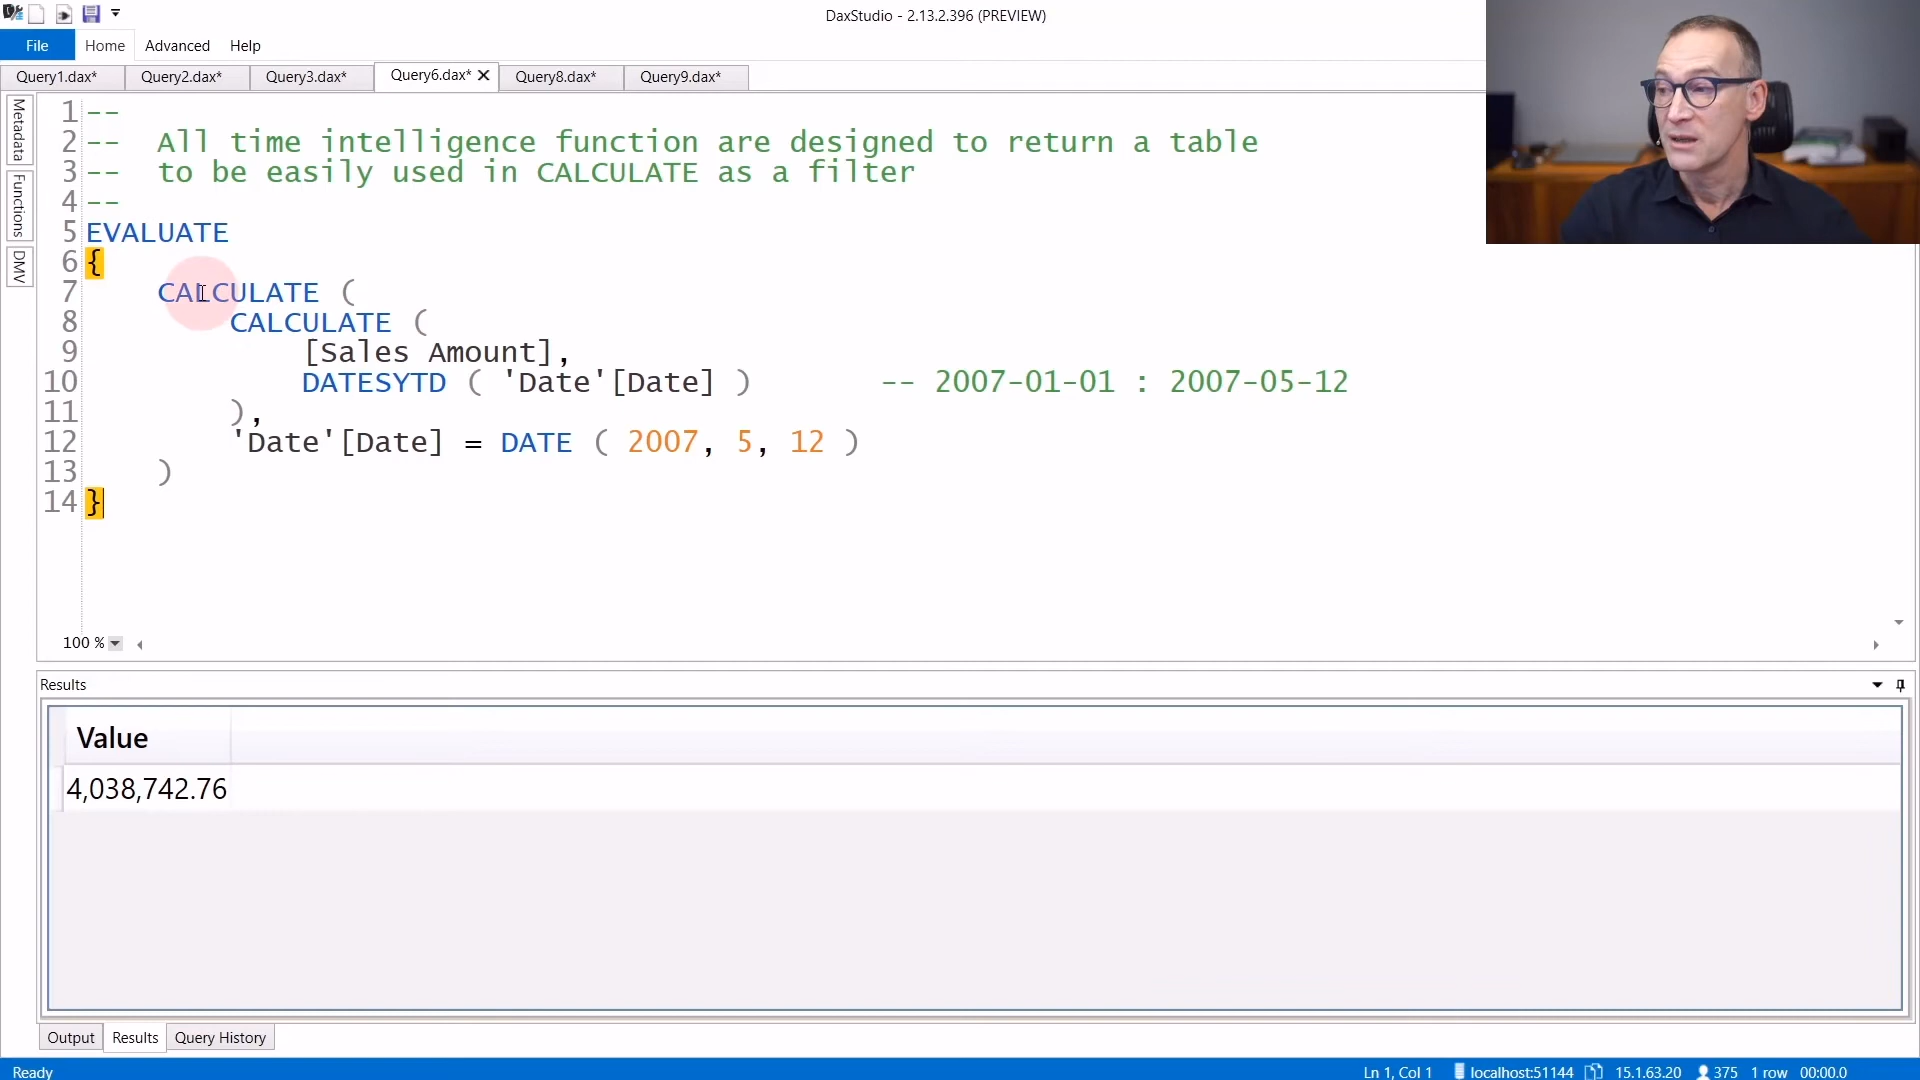 DaxStudio - 2.13.2.396 (PREVIEW)
File Home Advanced Help
Query1.dax* Query2.dax* Query3.dax* Query6.dax* Query8.dax* Query9.dax*
Metadata
Functions
DMV
1 --
2 -- All time intelligence function are designed to return a table
3 -- to be easily used in CALCULATE as a filter
4 --
5 EVALUATE
6 {
7 CALCULATE (
8 CALCULATE (
9 [Sales Amount],
10 DATESYTD ( 'Date'[Date] ) -- 2007-01-01 : 2007-05-12
11 ),
12 'Date'[Date] = DATE ( 2007, 5, 12 )
13 )
14 }
100 %
Results
Value
4,038,742.76
Output Results Query History
Ready Ln 1, Col 1 localhost:51144 15.1.63.20 375 1 row 00:00.0